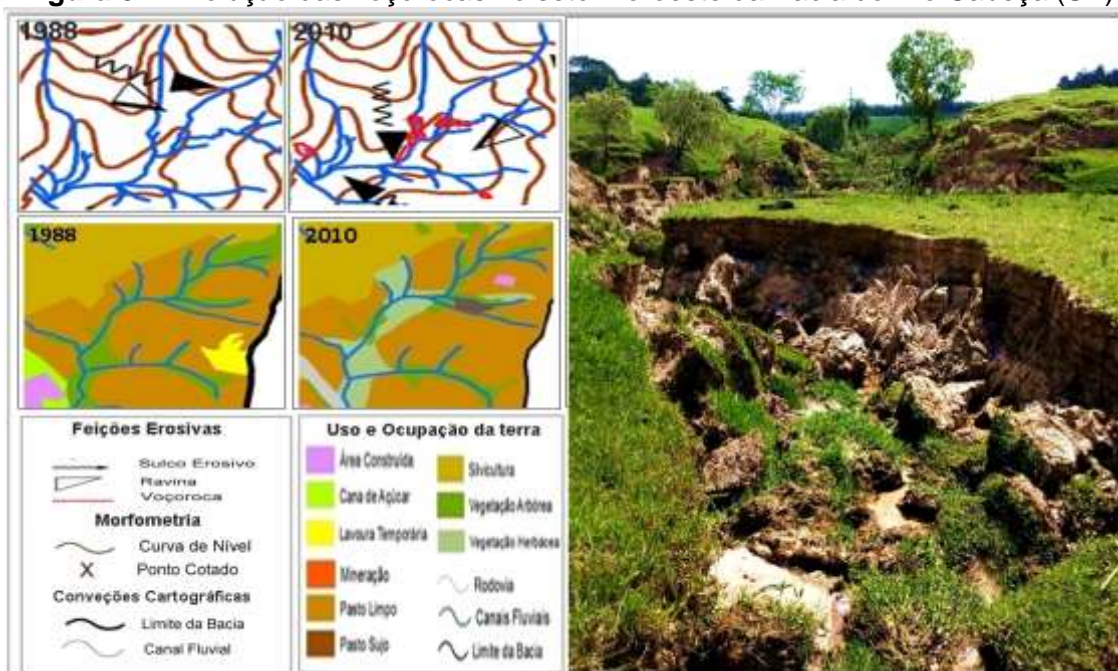 1988
2010
1988
2010
Feições Erosivas
Sulco Erosivo
Ravina
Voçoroca
Morfometria
Curva de Nível
Ponto Cotado
Conveções Cartográficas
Limite da Bacia
Canal Fluvial
Uso e Ocupação da terra
Área Construída
Cana de Açúcar
Lavoura Temporária
Mineração
Pasto Limpo
Pasto Sujo
Silvicultura
Vegetação Arbórea
Vegetação Herbácea
Rodovia
Canais Fluviais
Limite da Bacia